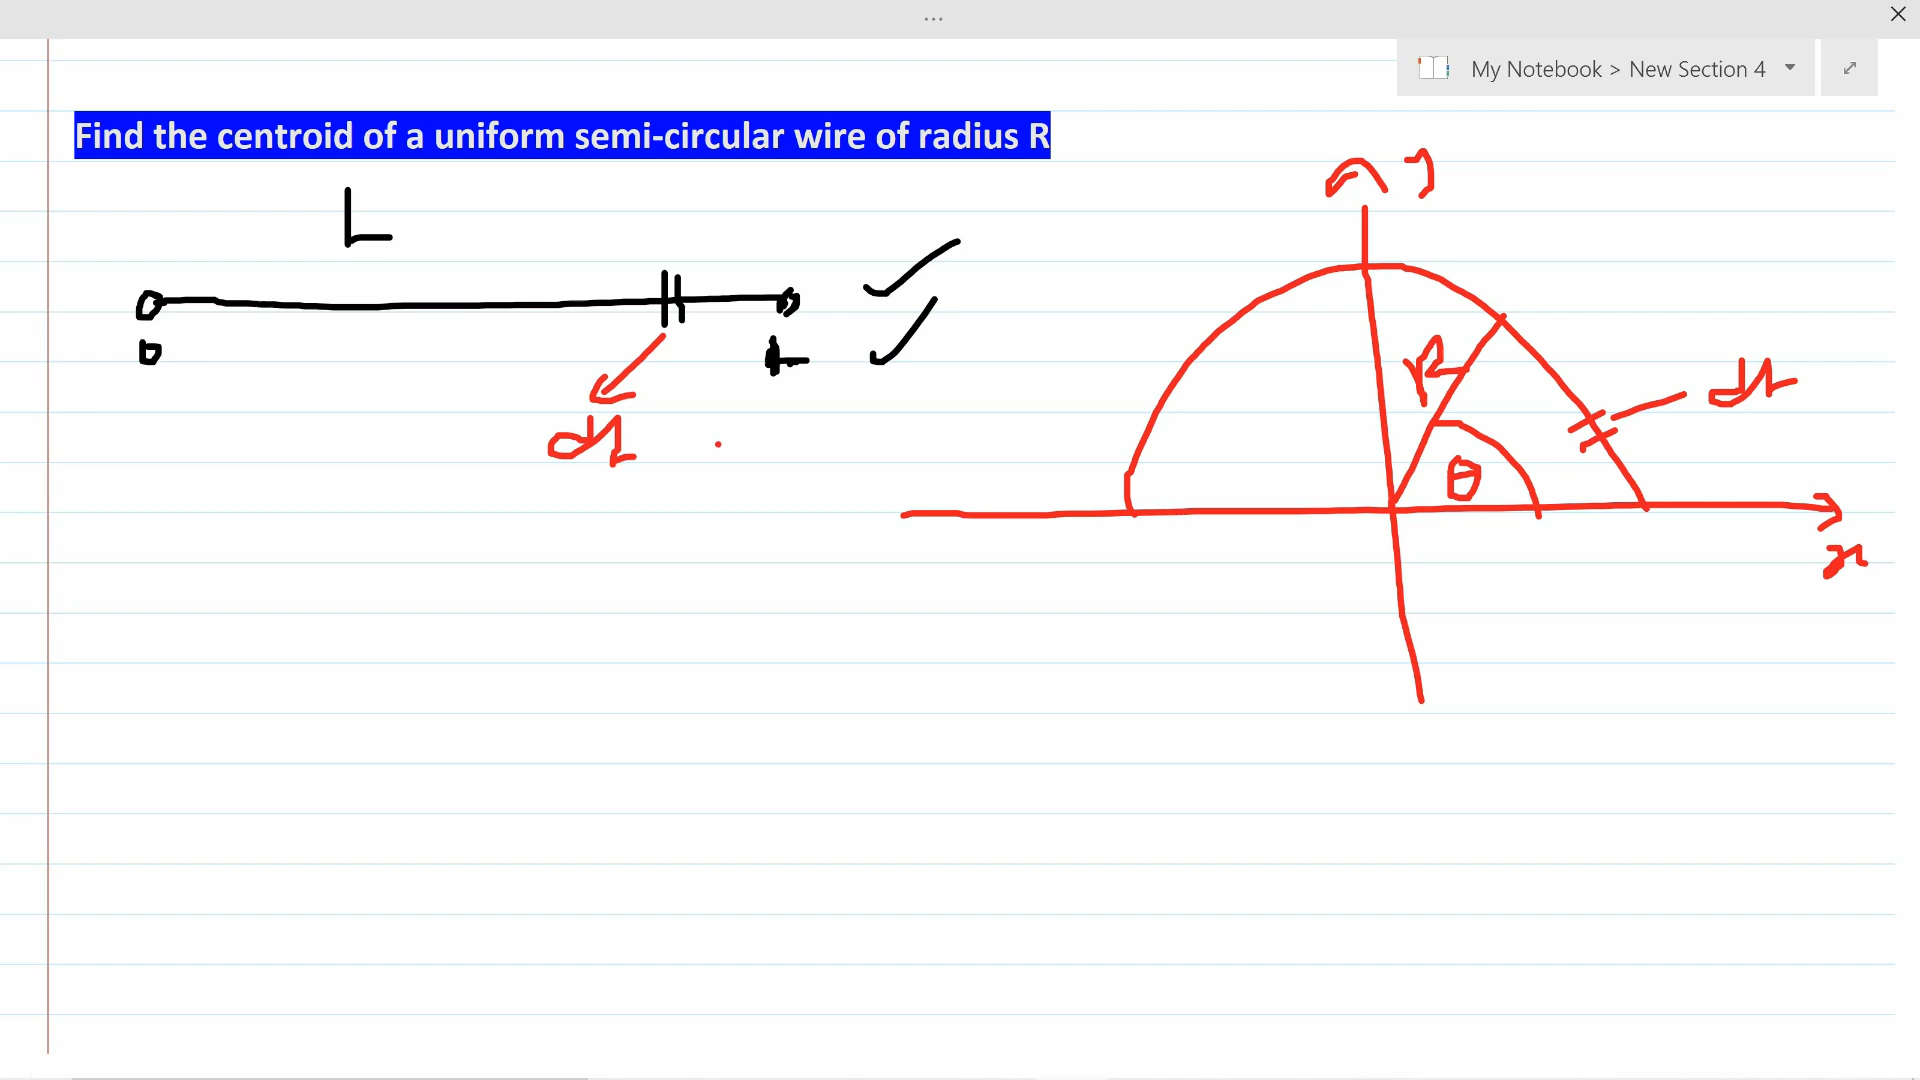 ...
My Notebook > New Section 4
Find the centroid of a uniform semi-circular wire of radius R
L
0
L
dL
R
θ
dL
x